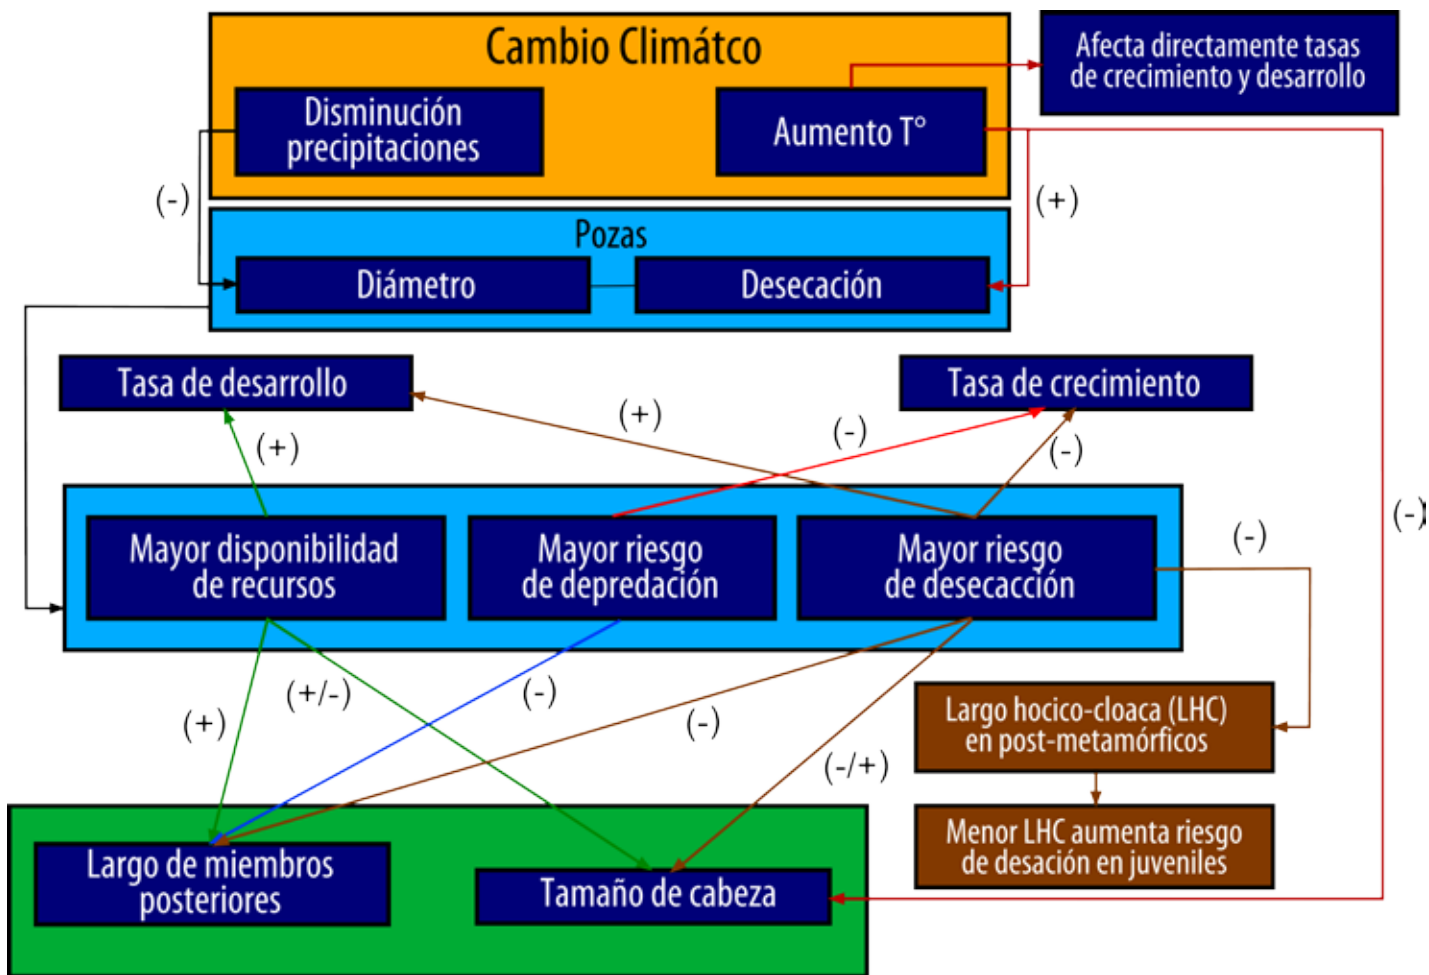 Cambio Climátco
Afecta directamente tasas
de crecimiento y desarrollo
Disminución
precipitaciones
Aumento T°
(-)
(+)
Pozas
Diámetro
Desecación
Tasa de desarrollo
Tasa de crecimiento
(+)
(+)
(-)
(-)
Mayor disponibilidad
de recursos
Mayor riesgo
de depredación
Mayor riesgo
de desecacción
(-)
(-)
(+)
(+/-)
(-)
(-)
(-/+)
Largo hocico-cloaca (LHC)
en post-metamórficos
Menor LHC aumenta riesgo
de desación en juveniles
Largo de miembros
posteriores
Tamaño de cabeza